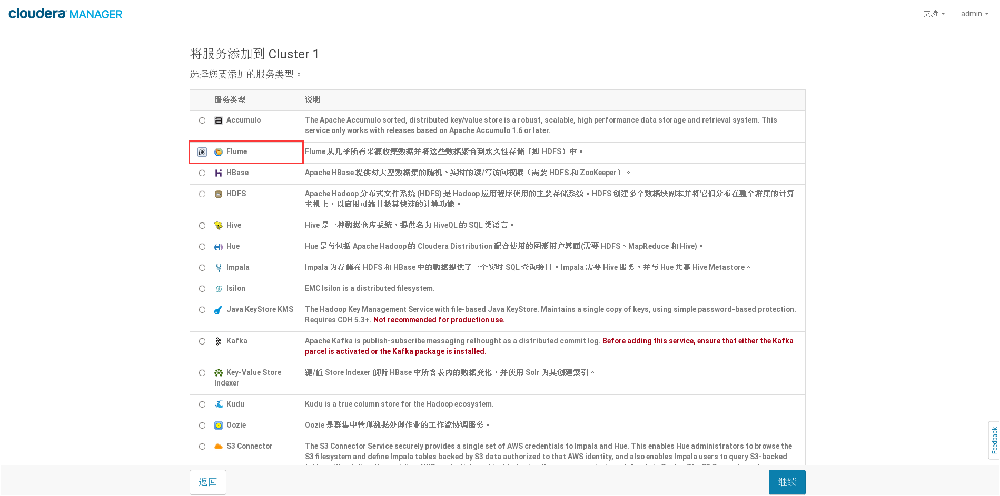 cloudera MANAGER
支持
admin
将服务添加到 Cluster 1
选择您要添加的服务类型。
服务类型 说明
Accumulo The Apache Accumulo sorted, distributed key/value store is a robust, scalable, high performance data storage and retrieval system. This
service only works with releases based on Apache Accumulo 1.6 or later.
Flume Flume 从几乎所有来源收集数据并将这些数据聚合到永久性存储（如 HDFS）中。
HBase Apache HBase 提供对大型数据集的随机、实时的读/写访问权限（需要 HDFS 和 ZooKeeper）。
HDFS Apache Hadoop 分布式文件系统 (HDFS) 是 Hadoop 应用程序使用的主要存储系统。HDFS 创建多个数据块副本并将它们分布在整个群集的计算
主机上，以启用可靠且极其快速的计算功能。
Hive Hive 是一种数据仓库系统，提供名为 HiveQL 的 SQL 类语言。
Hue Hue 是与包括 Apache Hadoop 的 Cloudera Distribution 配合使用的图形用户界面(需要 HDFS、MapReduce 和 Hive)。
Impala Impala 为存储在 HDFS 和 HBase 中的数据提供了一个实时 SQL 查询接口。Impala 需要 Hive 服务，并与 Hue 共享 Hive Metastore。
Isilon EMC Isilon is a distributed filesystem.
Java KeyStore KMS The Hadoop Key Management Service with file-based Java KeyStore. Maintains a single copy of keys, using simple password-based protection.
Requires CDH 5.3+. Not recommended for production use.
Kafka Apache Kafka is publish-subscribe messaging rethought as a distributed commit log. Before adding this service, ensure that either the Kafka
parcel is activated or the Kafka package is installed.
Key-Value Store 键/值 Store Indexer 侦听 HBase 中所含表内的数据变化，并使用 Solr 为其创建索引。
Indexer
Kudu Kudu is a true column store for the Hadoop ecosystem.
Oozie Oozie 是群集中管理数据处理作业的工作流协调服务。
S3 Connector The S3 Connector Service securely provides a single set of AWS credentials to Impala and Hue. This enables Hue administrators to browse the
S3 filesystem and define Impala tables backed by S3 data authorized to that AWS identity, and also enables Impala users to query S3-backed
Feedback
返回
继续